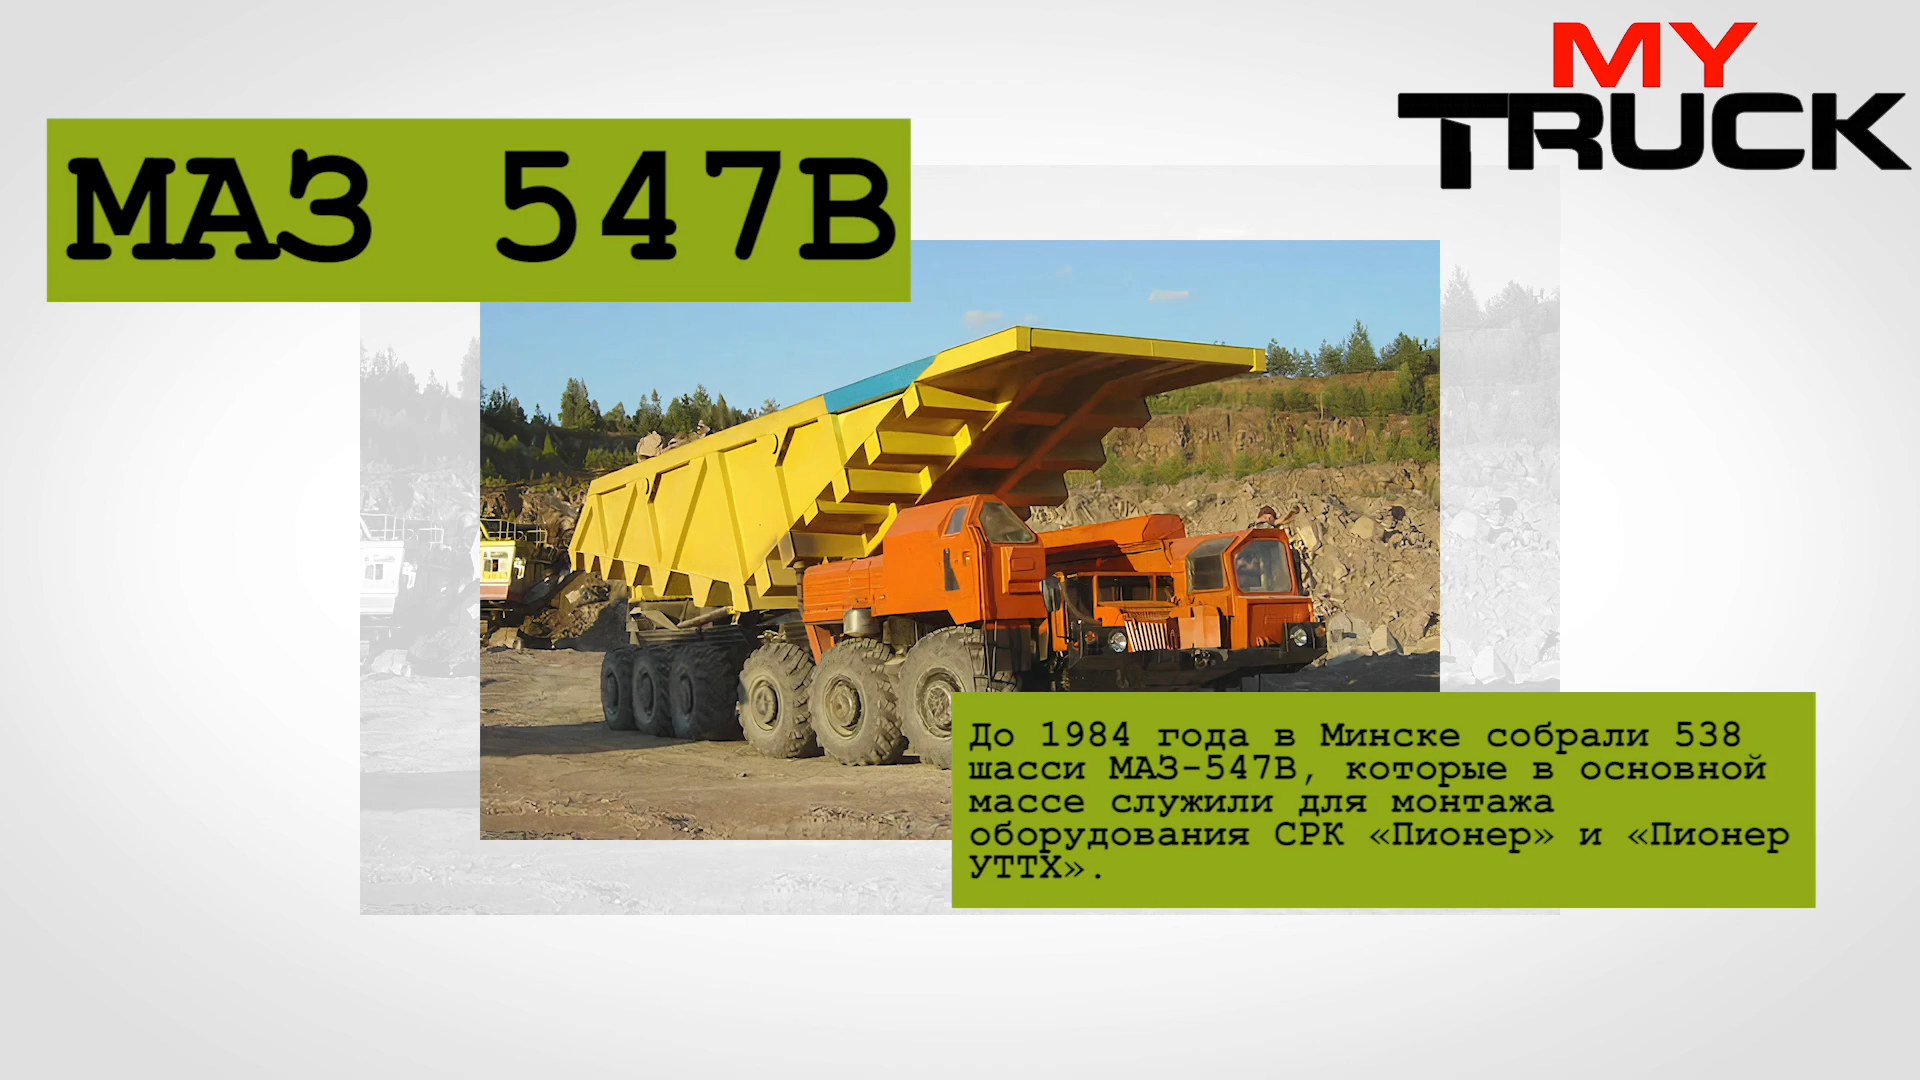 MY
TRUCK
МАЗ 547В
До 1984 года в Минске собрали 538
шасси МАЗ-547В, которые в основной
массе служили для монтажа
оборудования СРК «Пионер» и «Пионер
УТТХ».